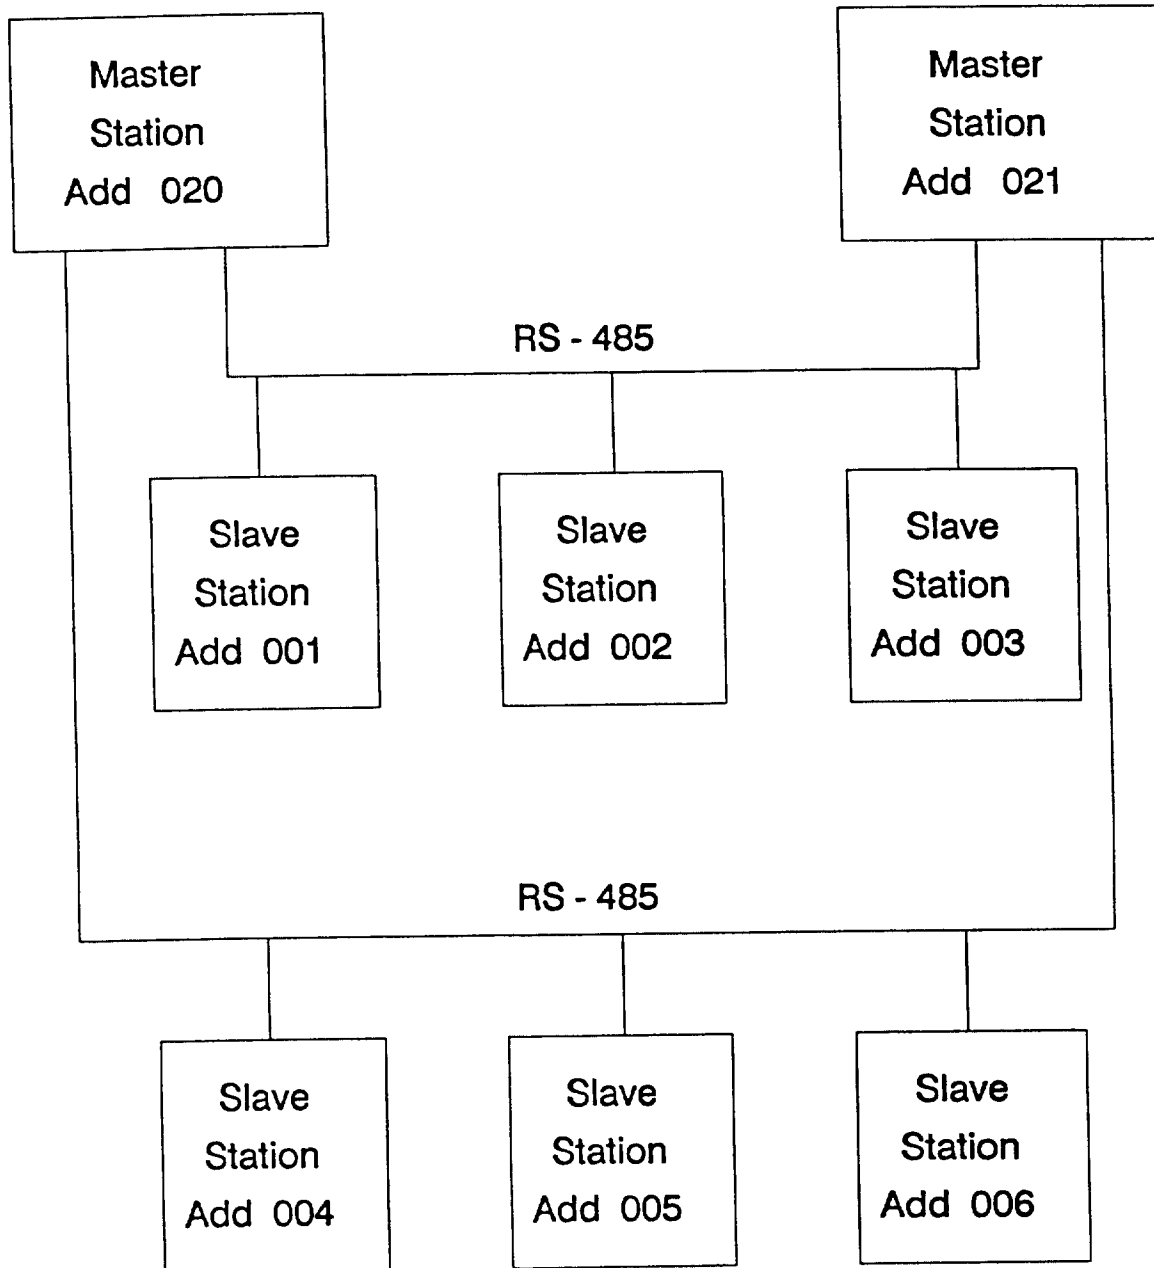 Master
Station
Add 020
Master
Station
Add 021
RS - 485
Slave
Station
Add 001
Slave
Station
Add 002
Slave
Station
Add 003
RS - 485
Slave
Station
Add 004
Slave
Station
Add 005
Slave
Station
Add 006